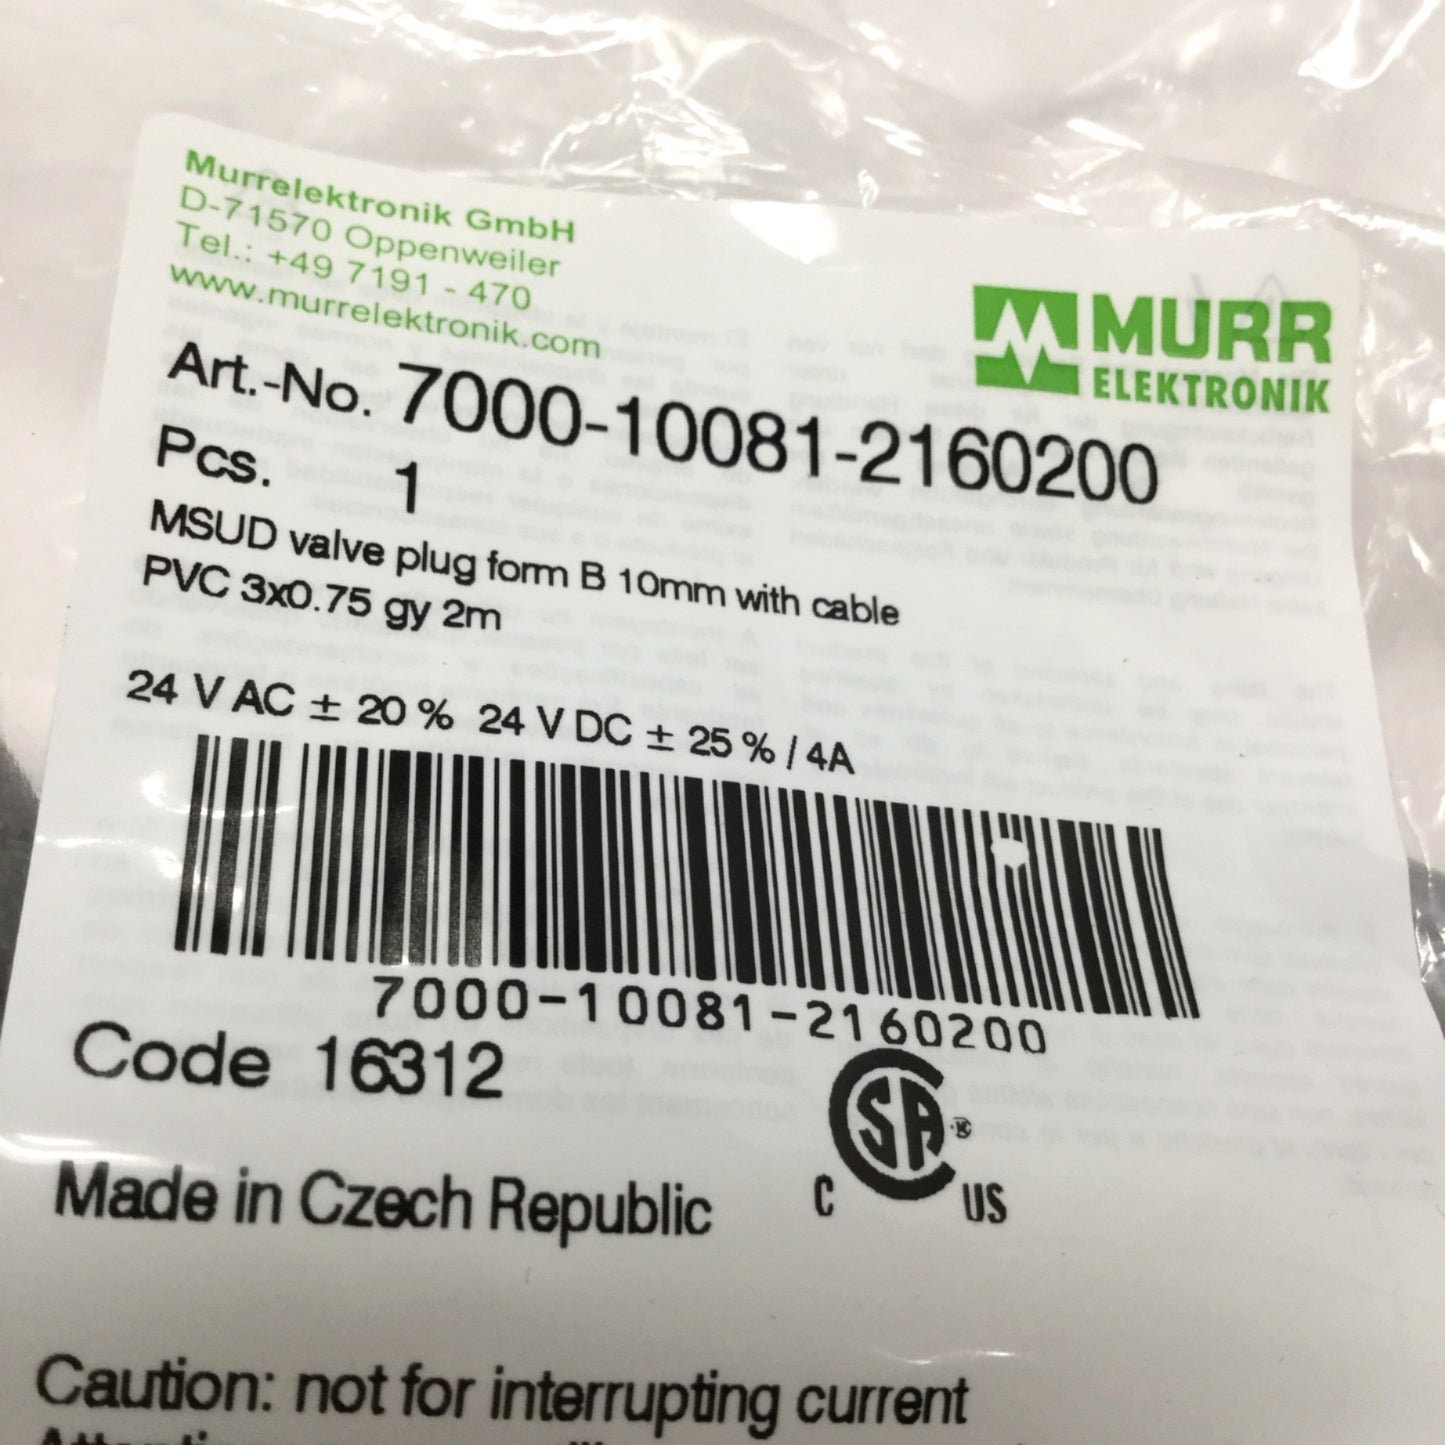 Murrelektronik GmbH
D-71570 Oppenweiler
Tel.: +49 7191 - 470
www.murrelektronik.com
MURR
ELEKTRONIK
Art.-No. 7000-10081-2160200
Pcs. 1
MSUD valve plug form B 10mm with cable
PVC 3x0.75 gy 2m
24 V AC ± 20 % 24 V DC ± 25 % / 4A
7000-10081-2160200
Code 16312
C SA ® US
Made in Czech Republic
Caution: not for interrupting current